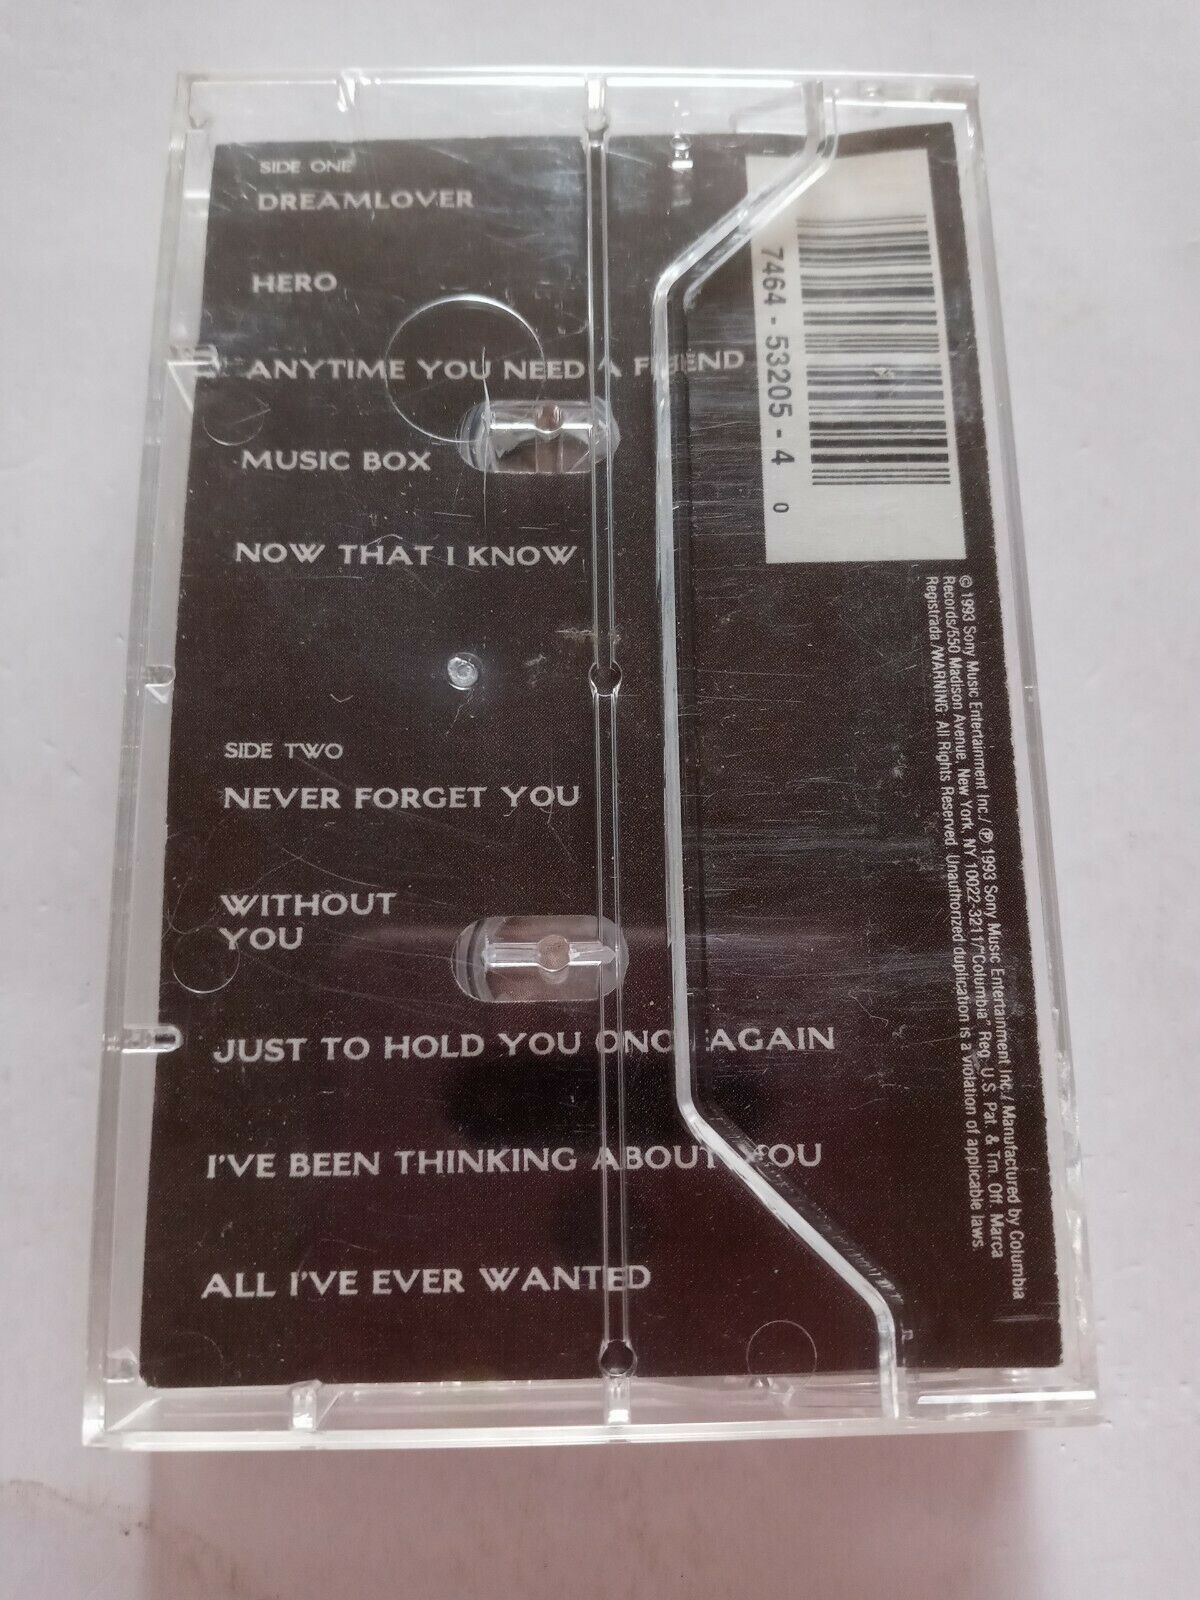 SIDE ONE
DREAMLOVER
HERO
ANYTIME YOU NEED A FRIEND
MUSIC BOX
NOW THAT I KNOW
SIDE TWO
NEVER FORGET YOU
WITHOUT
YOU
JUST TO HOLD YOU ONCE AGAIN
I'VE BEEN THINKING ABOUT YOU
ALL I'VE EVER WANTED
7464 - 53205 - 4 0
© 1993 Sony Music Entertainment Inc./ ℗ 1993 Sony Music Entertainment Inc./ Manufactured by Columbia
Records/550 Madison Avenue, New York, NY 10022-3211/"Columbia" Reg. U.S. Pat. & Tm. Off. Marca
Registrada./WARNING: All Rights Reserved. Unauthorized duplication is a violation of applicable laws.